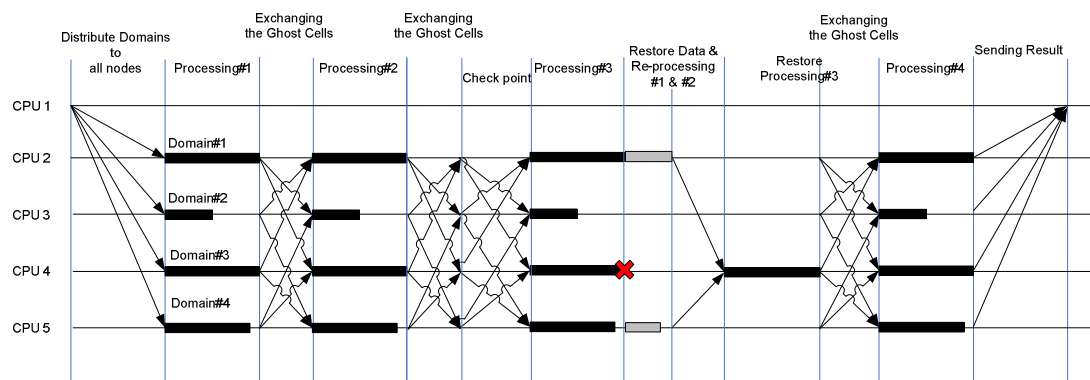 Distribute Domains
to
all nodes
Processing#1
Exchanging
the Ghost Cells
Processing#2
Exchanging
the Ghost Cells
Check point
Processing#3
Restore Data &
Re-processing
#1 & #2
Restore
Processing#3
Exchanging
the Ghost Cells
Processing#4
Sending Result
CPU 1
CPU 2
CPU 3
CPU 4
CPU 5
Domain#1
Domain#2
Domain#3
Domain#4